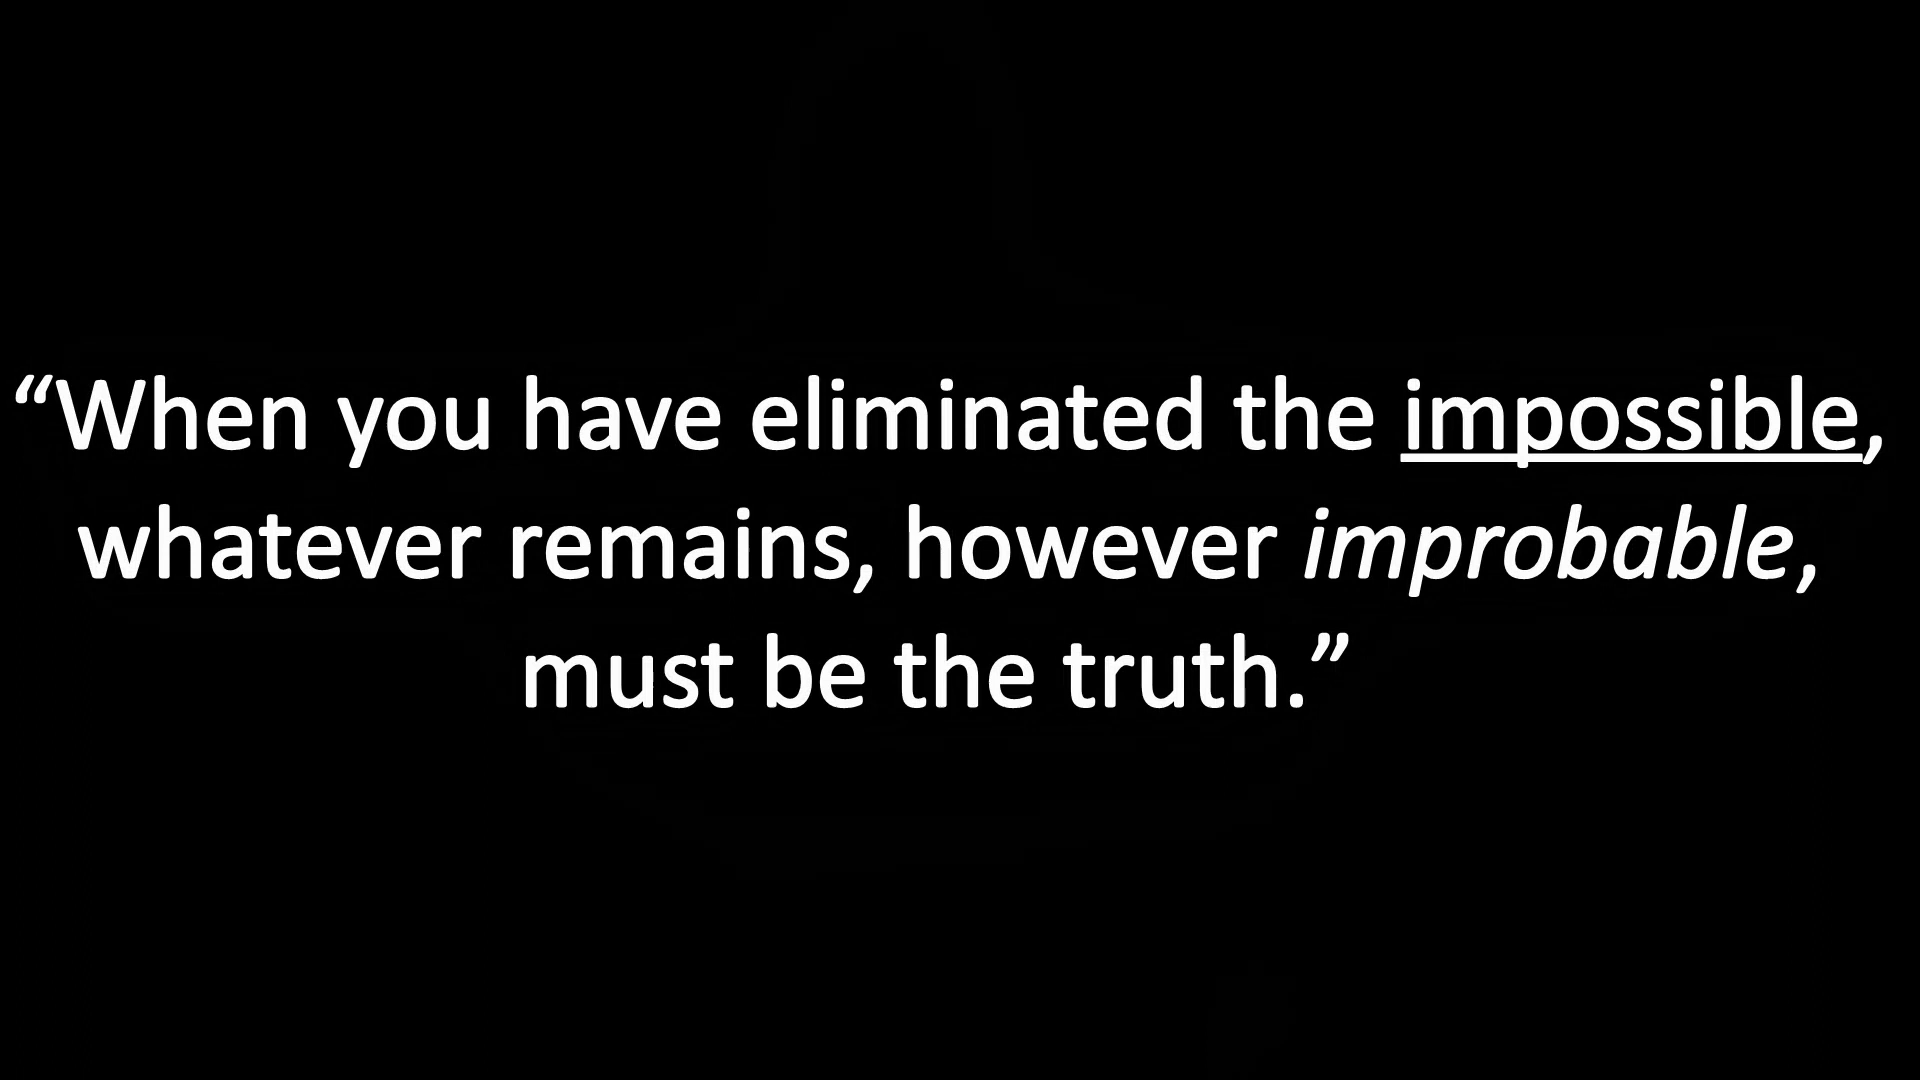 “When you have eliminated the impossible,
whatever remains, however improbable,
must be the truth.”